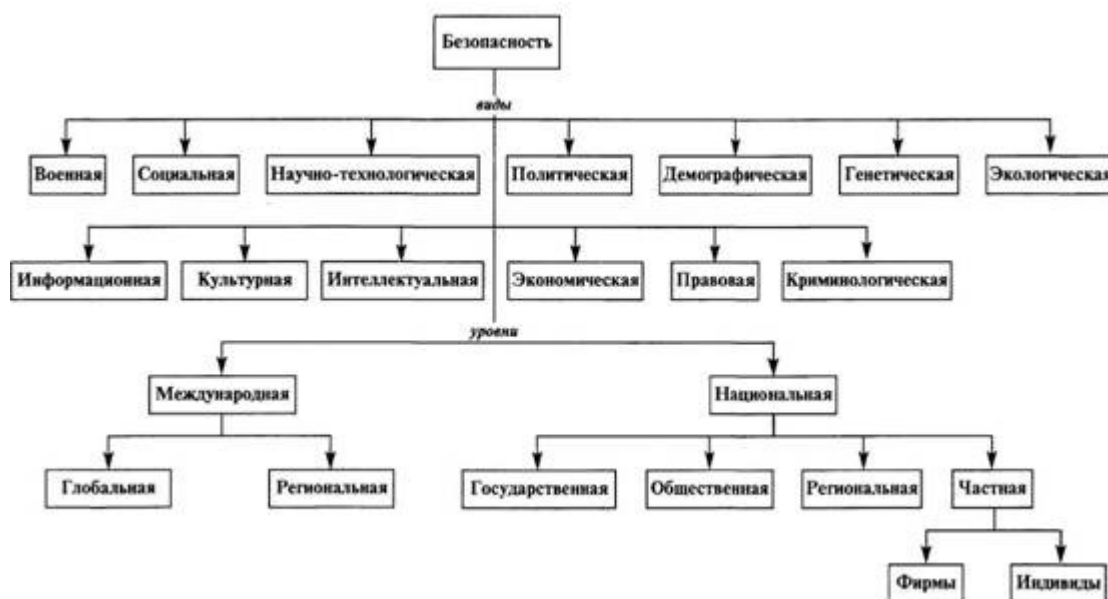 Безопасность
виды
Военная Социальная Научно-технологическая Политическая Демографическая Генетическая Экологическая
Информационная Культурная Интеллектуальная Экономическая Правовая Криминологическая
уровни
Международная Национальная
Глобальная Региональная Государственная Общественная Региональная Частная
Фирмы Индивиды